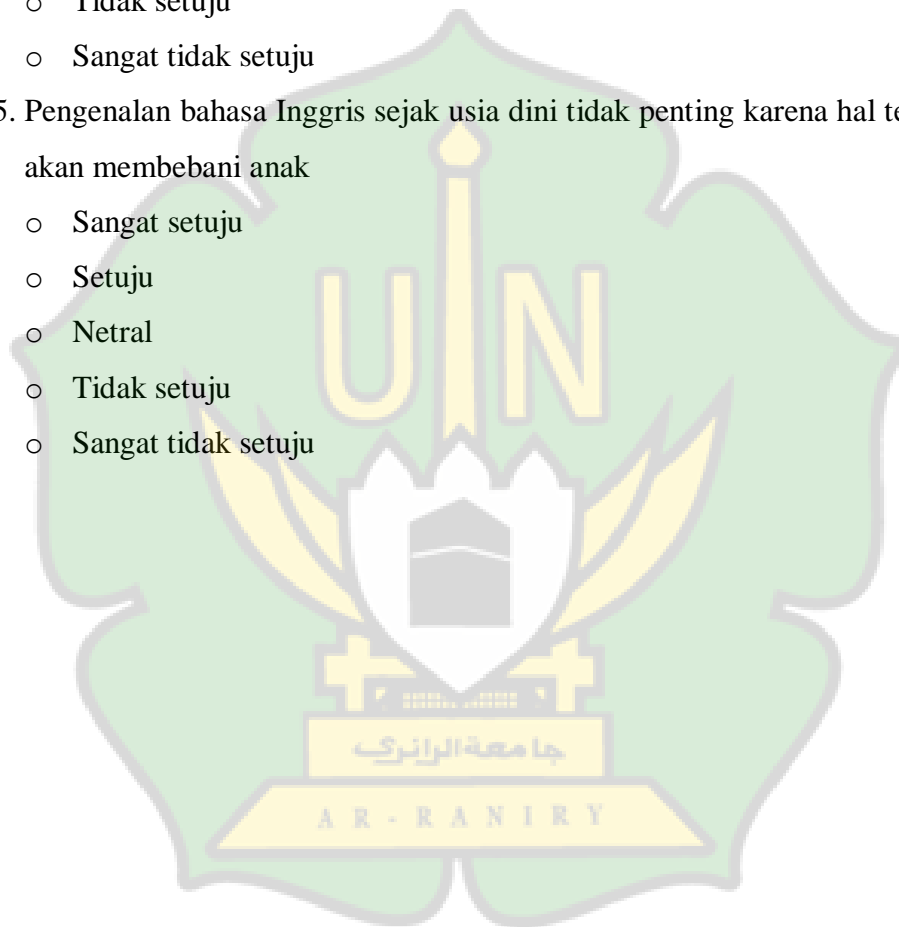 o Tidak setuju
o Sangat tidak setuju
5. Pengenalan bahasa Inggris sejak usia dini tidak penting karena hal te
akan membebani anak
o Sangat setuju
o Setuju
o Netral
o Tidak setuju
o Sangat tidak setuju
UIN
جامعة الرانري
AR-RANIRY